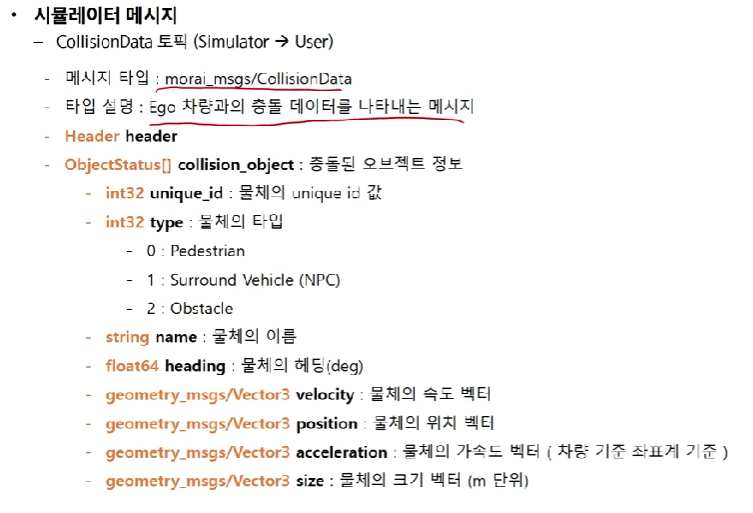 • 시뮬레이터 메시지
– CollisionData 토픽 (Simulator → User)
- 메시지 타입 : morai_msgs/CollisionData
- 타입 설명 : Ego 차량과의 충돌 데이터를 나타내는 메시지
- Header header
- ObjectStatus[] collision_object : 충돌된 오브젝트 정보
- int32 unique_id : 물체의 unique id 값
- int32 type : 물체의 타입
- 0 : Pedestrian
- 1 : Surround Vehicle (NPC)
- 2 : Obstacle
- string name : 물체의 이름
- float64 heading : 물체의 헤딩(deg)
- geometry_msgs/Vector3 velocity : 물체의 속도 벡터
- geometry_msgs/Vector3 position : 물체의 위치 벡터
- geometry_msgs/Vector3 acceleration : 물체의 가속도 벡터 ( 차량 기준 좌표계 기준 )
- geometry_msgs/Vector3 size : 물체의 크기 벡터 (m 단위)